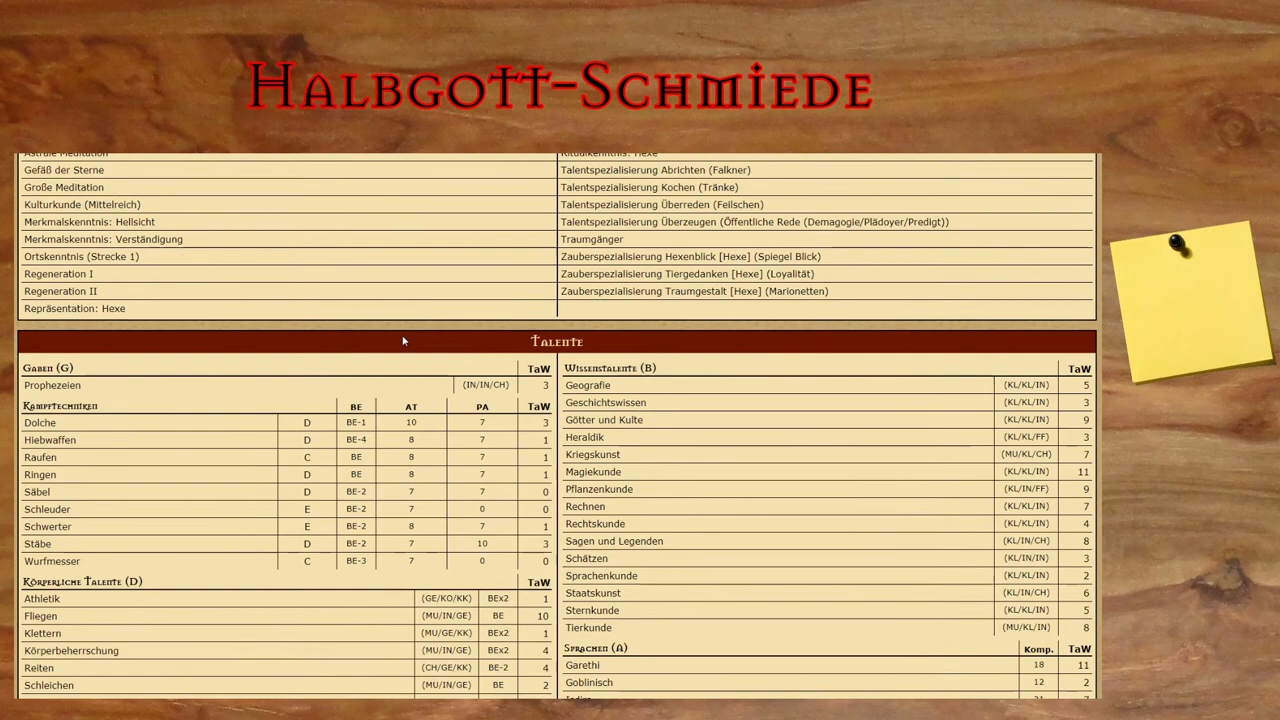 Halbgott-Schmiede
Astrale Meditation
Gefäß der Sterne
Große Meditation
Kulturkunde (Mittelreich)
Merkmalskenntnis: Hellsicht
Merkmalskenntnis: Verständigung
Ortskenntnis (Strecke 1)
Regeneration I
Regeneration II
Repräsentation: Hexe
Ritualkenntnis: Hexe
Talentspezialisierung Abrichten (Falkner)
Talentspezialisierung Kochen (Tränke)
Talentspezialisierung Überreden (Feilschen)
Talentspezialisierung Überzeugen (Öffentliche Rede (Demagogie/Plädoyer/Predigt))
Traumgänger
Zauberspezialisierung Hexenblick [Hexe] (Spiegel Blick)
Zauberspezialisierung Tiergedanken [Hexe] (Loyalität)
Zauberspezialisierung Traumgestalt [Hexe] (Marionetten)
Talente
Gaben (G) TaW
Prophezeien (IN/IN/CH) 3
Kampftechniken BE AT PA TaW
Dolche D BE-1 10 7 3
Hiebwaffen D BE-4 8 7 1
Raufen C BE 8 7 1
Ringen D BE 8 7 1
Säbel D BE-2 7 7 0
Schleuder E BE-2 7 0 0
Schwerter E BE-2 8 7 1
Stäbe D BE-2 7 10 3
Wurfmesser C BE-3 7 0 0
Körperliche Talente (D) TaW
Athletik (GE/KO/KK) BEx2 1
Fliegen (MU/IN/GE) BE 10
Klettern (MU/GE/KK) BEx2 1
Körperbeherrschung (MU/IN/GE) BEx2 4
Reiten (CH/GE/KK) BE-2 4
Schleichen (MU/IN/GE) BE 2
Wissenstalente (B) TaW
Geografie (KL/KL/IN) 5
Geschichtswissen (KL/KL/IN) 3
Götter und Kulte (KL/KL/IN) 9
Heraldik (KL/KL/FF) 3
Kriegskunst (MU/KL/CH) 7
Magiekunde (KL/KL/IN) 11
Pflanzenkunde (KL/IN/FF) 9
Rechnen (KL/KL/IN) 7
Rechtskunde (KL/KL/IN) 4
Sagen und Legenden (KL/IN/CH) 8
Schätzen (KL/IN/IN) 3
Sprachenkunde (KL/KL/IN) 2
Staatskunst (KL/IN/CH) 6
Sternkunde (KL/KL/IN) 5
Tierkunde (MU/KL/IN) 8
Sprachen (A) Komp. TaW
Garethi 18 11
Goblinisch 12 2